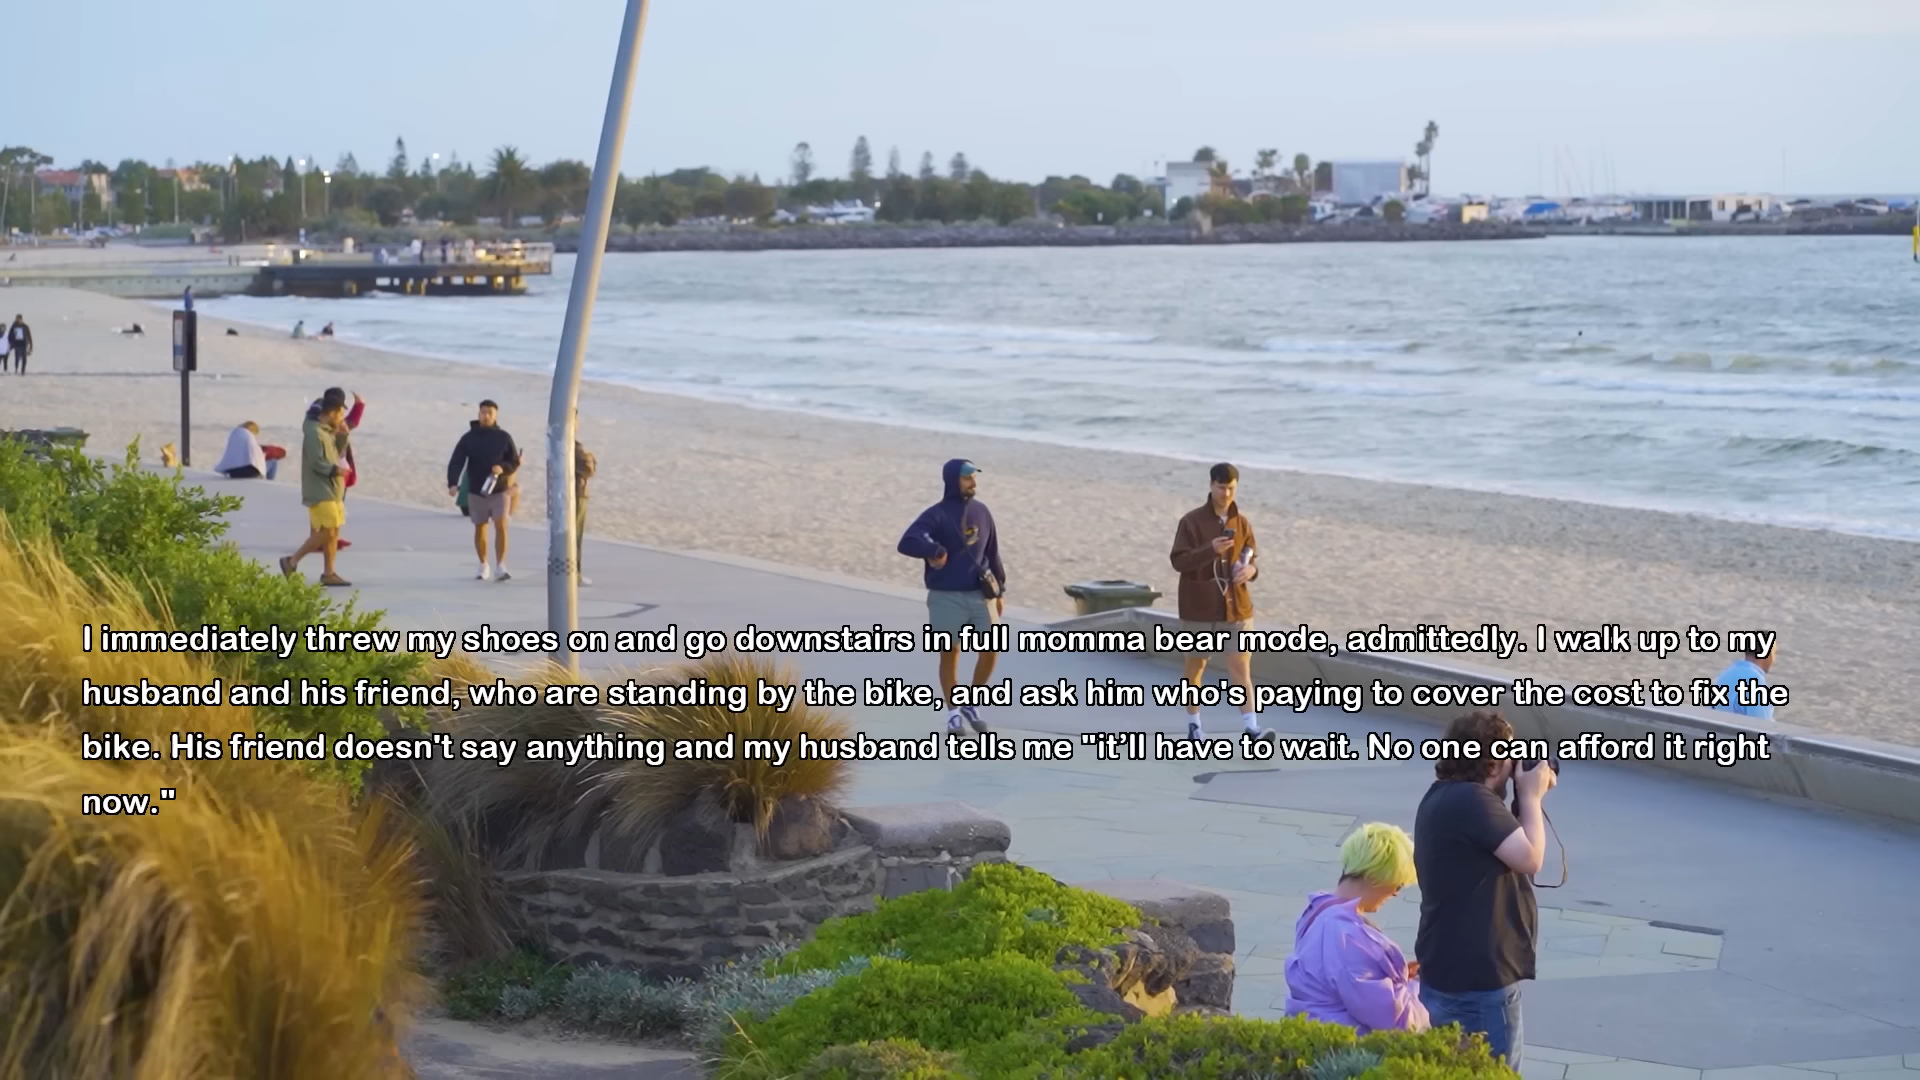 I immediately threw my shoes on and go downstairs in full momma bear mode, admittedly. I walk up to my
husband and his friend, who are standing by the bike, and ask him who's paying to cover the cost to fix the
bike. His friend doesn't say anything and my husband tells me "it’ll have to wait. No one can afford it right
now."